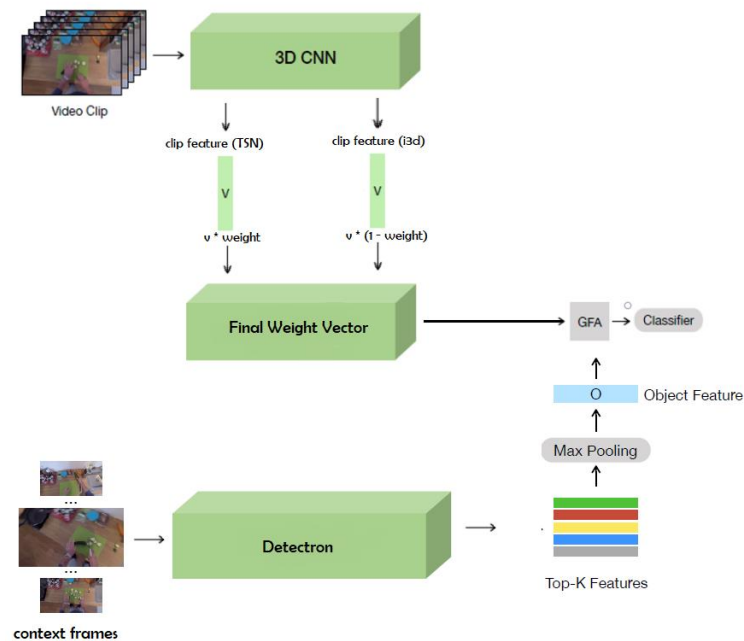 3D CNN
Video Clip
clip feature (TSN)
clip feature (i3d)
V
V
v * weight
v * (1 - weight)
Final Weight Vector
GFA
Classifier
O
Object Feature
Max Pooling
...
...
Detectron
Top-K Features
context frames